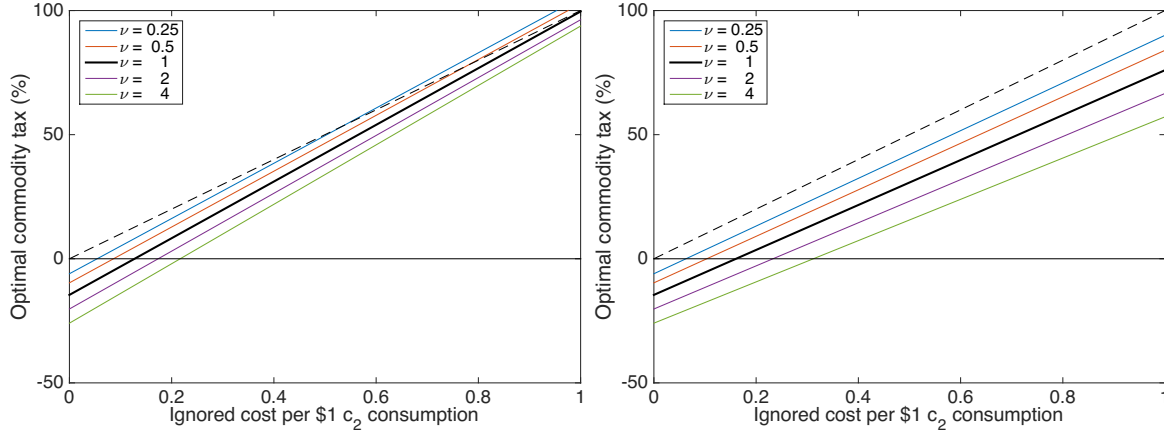 Optimal commodity tax (%)
100
50
0
-50
ν = 0.25
ν = 0.5
ν = 1
ν = 2
ν = 4
0 0.2 0.4 0.6 0.8 1
Ignored cost per $1 c₂ consumption
Optimal commodity tax (%)
100
50
0
-50
ν = 0.25
ν = 0.5
ν = 1
ν = 2
ν = 4
0 0.2 0.4 0.6 0.8 1
Ignored cost per $1 c₂ consumption